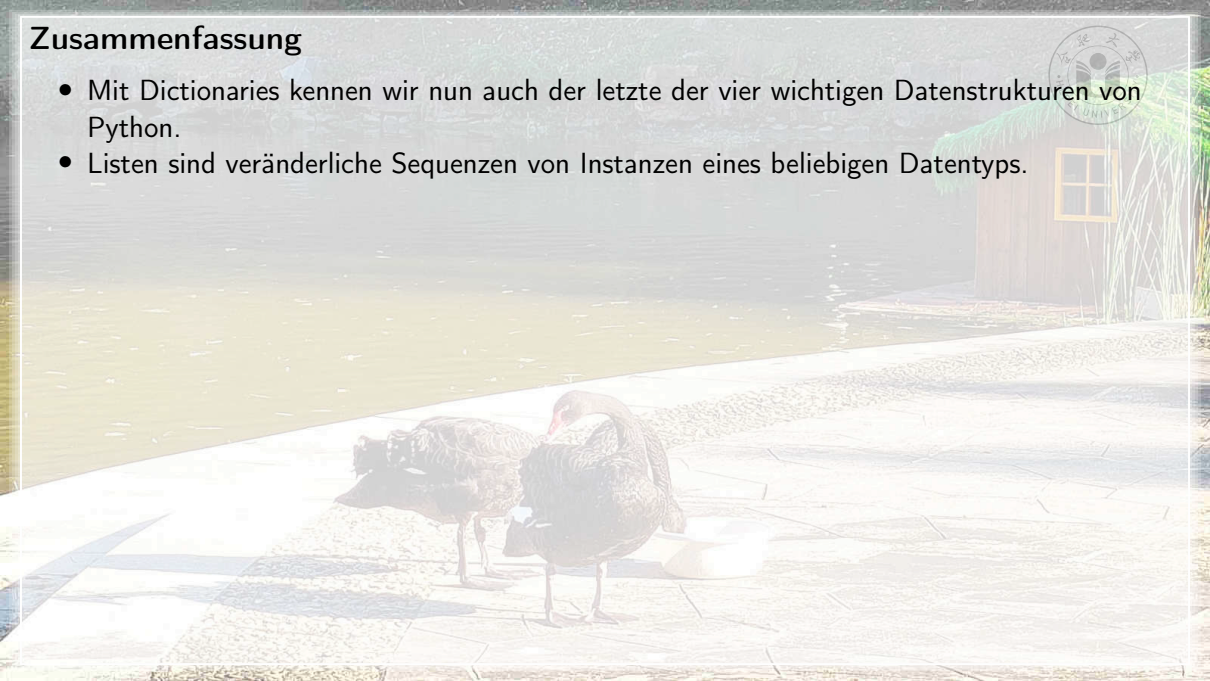 Zusammenfassung
• Mit Dictionaries kennen wir nun auch der letzte der vier wichtigen Datenstrukturen von
Python.
• Listen sind veränderliche Sequenzen von Instanzen eines beliebigen Datentyps.